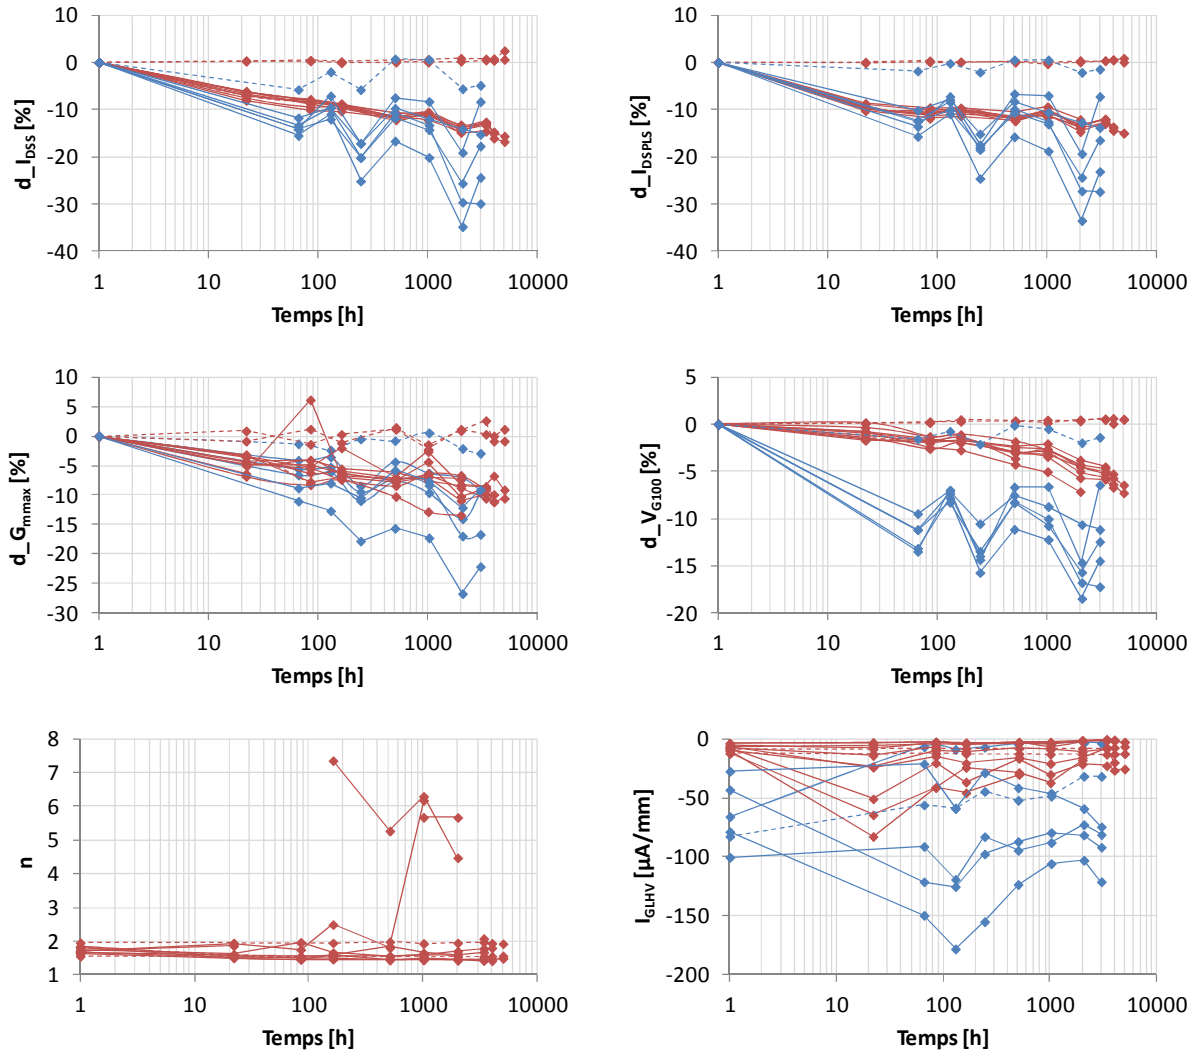 10
0
-10
-20
-30
-40
d_I_DSS [%]
1 10 100 1000 10000
Temps [h]
10
0
-10
-20
-30
-40
d_I_DSPLS [%]
1 10 100 1000 10000
Temps [h]
10
5
0
-5
-10
-15
-20
-25
-30
d_G_mmax [%]
1 10 100 1000 10000
Temps [h]
5
0
-5
-10
-15
-20
d_V_G100 [%]
1 10 100 1000 10000
Temps [h]
8
7
6
5
4
3
2
1
n
1 10 100 1000 10000
Temps [h]
0
-50
-100
-150
-200
I_GLHV [µA/mm]
1 10 100 1000 10000
Temps [h]